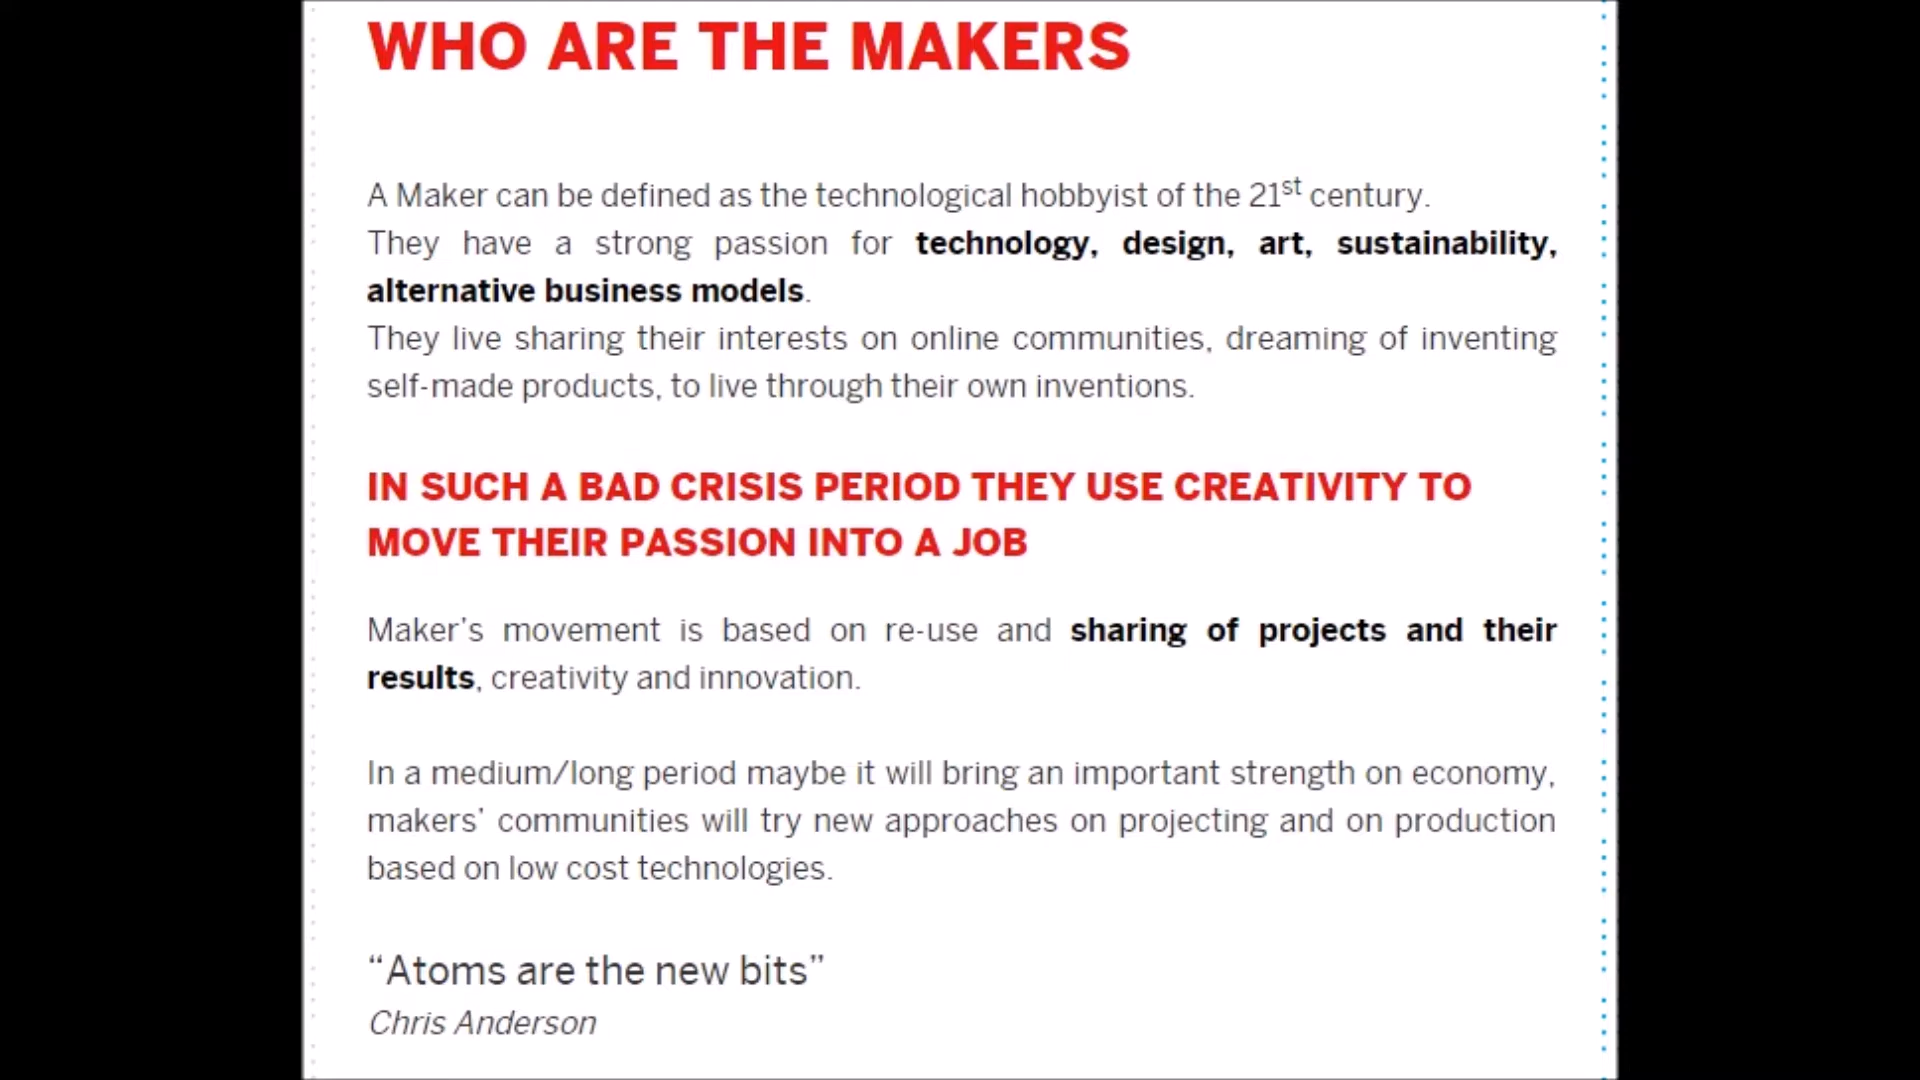 WHO ARE THE MAKERS
A Maker can be defined as the technological hobbyist of the 21st century.
They have a strong passion for technology, design, art, sustainability,
alternative business models.
They live sharing their interests on online communities, dreaming of inventing
self-made products, to live through their own inventions.
IN SUCH A BAD CRISIS PERIOD THEY USE CREATIVITY TO
MOVE THEIR PASSION INTO A JOB
Maker’s movement is based on re-use and sharing of projects and their
results, creativity and innovation.
In a medium/long period maybe it will bring an important strength on economy,
makers’ communities will try new approaches on projecting and on production
based on low cost technologies.
“Atoms are the new bits”
Chris Anderson